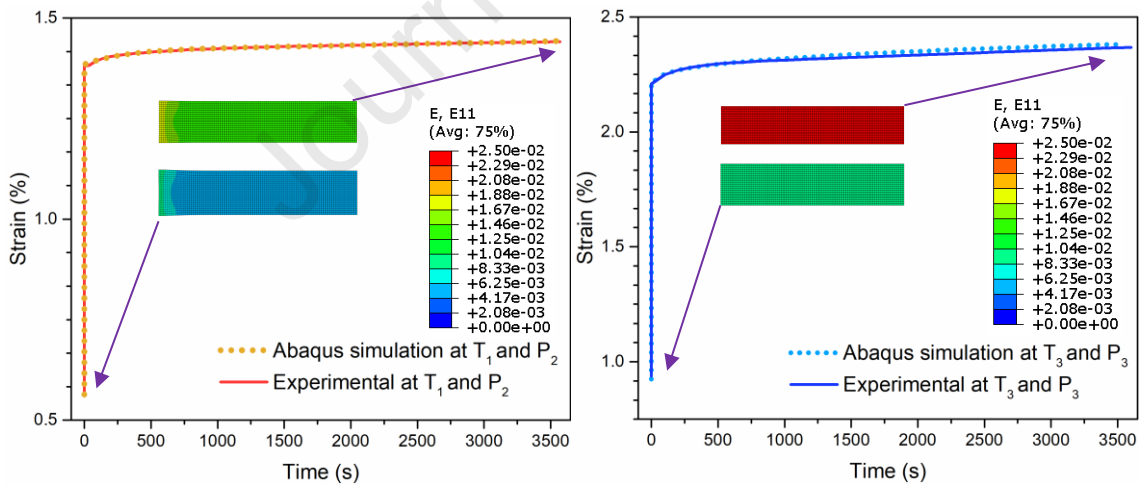 Journ
1.5
1.0
0.5
Strain (%)
E, E11
(Avg: 75%)
+2.50e-02
+2.29e-02
+2.08e-02
+1.88e-02
+1.67e-02
+1.46e-02
+1.25e-02
+1.04e-02
+8.33e-03
+6.25e-03
+4.17e-03
+2.08e-03
+0.00e+00
Abaqus simulation at T1 and P2
Experimental at T1 and P2
0 500 1000 1500 2000 2500 3000 3500
Time (s)
2.5
2.0
1.5
1.0
Strain (%)
E, E11
(Avg: 75%)
+2.50e-02
+2.29e-02
+2.08e-02
+1.88e-02
+1.67e-02
+1.46e-02
+1.25e-02
+1.04e-02
+8.33e-03
+6.25e-03
+4.17e-03
+2.08e-03
+0.00e+00
Abaqus simulation at T3 and P3
Experimental at T3 and P3
0 500 1000 1500 2000 2500 3000 3500
Time (s)